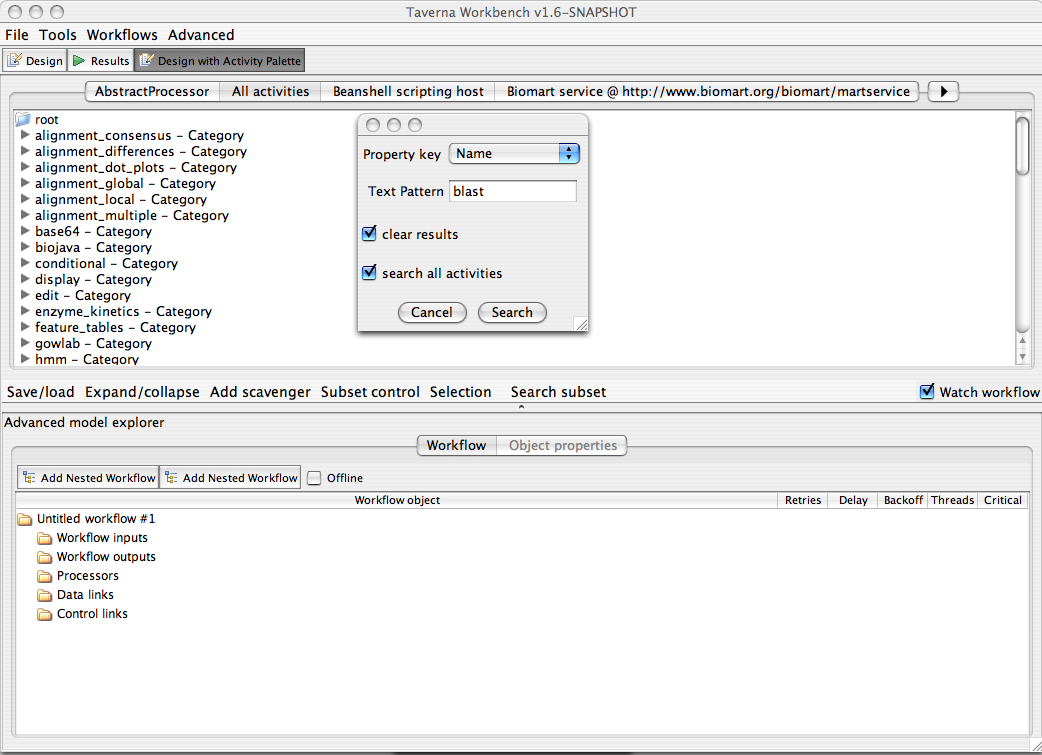 Taverna Workbench v1.6-SNAPSHOT
File Tools Workflows Advanced
Design Results Design with Activity Palette
AbstractProcessor All activities Beanshell scripting host Biomart service @ http://www.biomart.org/biomart/martservice
root
alignment_consensus - Category
alignment_differences - Category
alignment_dot_plots - Category
alignment_global - Category
alignment_local - Category
alignment_multiple - Category
base64 - Category
biojava - Category
conditional - Category
display - Category
edit - Category
enzyme_kinetics - Category
feature_tables - Category
gowlab - Category
hmm - Category
Property key Name
Text Pattern blast
clear results
search all activities
Cancel Search
Save/load Expand/collapse Add scavenger Subset control Selection Search subset Watch workflow
Advanced model explorer
Workflow Object properties
Add Nested Workflow Add Nested Workflow Offline
Workflow object Retries Delay Backoff Threads Critical
Untitled workflow #1
Workflow inputs
Workflow outputs
Processors
Data links
Control links